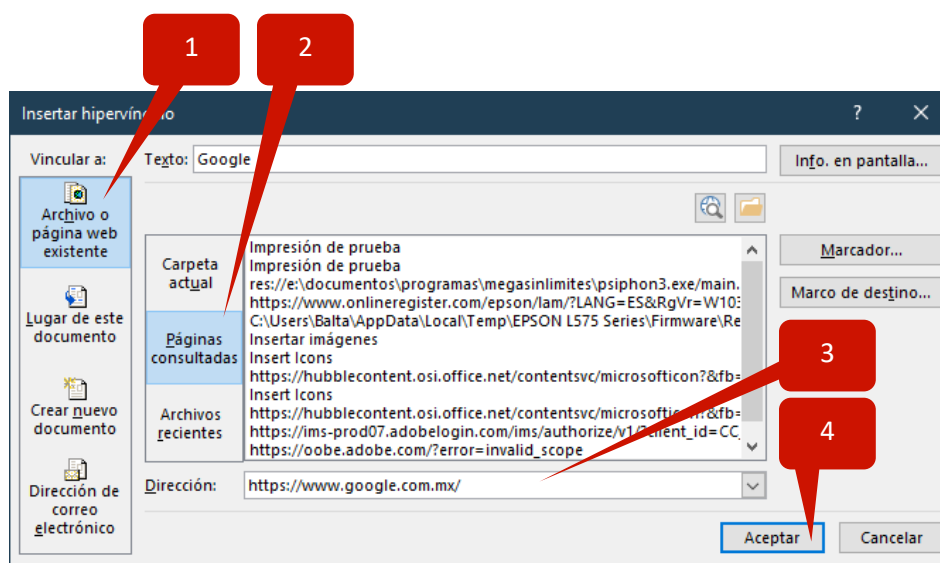 1
2
Insertar hipervínculo
?
Vincular a:
Texto: Google
Info. en pantalla...
Archivo o
página web
existente
Lugar de este
documento
Crear nuevo
documento
Dirección de
correo
electrónico
Carpeta
actual
Páginas
consultadas
Archivos
recientes
Impresión de prueba
Impresión de prueba
res://e:\documentos\programas\megasinlimites\psiphon3.exe/main.
https://www.onlineregister.com/epson/lam/?LANG=ES&RgVr=W103
C:\Users\Balta\AppData\Local\Temp\EPSON L575 Series\Firmware\Re
Insertar imágenes
Insert Icons
https://hubblecontent.osi.office.net/contentsvc/microsofticon?&fb=
Insert Icons
https://hubblecontent.osi.office.net/contentsvc/microsofticon?&fb=
https://ims-prod07.adobelogin.com/ims/authorize/v1/?client_id=CC_
https://oobe.adobe.com/?error=invalid_scope
Marcador...
Marco de destino...
3
4
Dirección: https://www.google.com.mx/
Aceptar
Cancelar